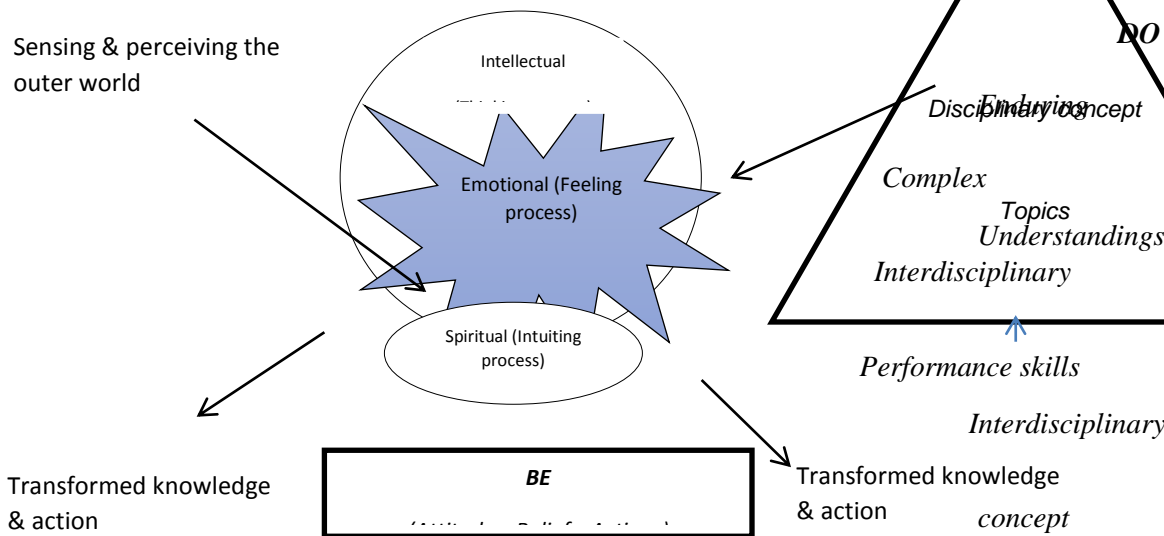 Sensing & perceiving the
outer world
Intellectual
Emotional (Feeling
process)
Spiritual (Intuiting
process)
Transformed knowledge
& action
BE
Transformed knowledge
& action
DO
Enduring
Disciplinary concept
Complex
Topics
Understandings
Interdisciplinary
Performance skills
Interdisciplinary
concept